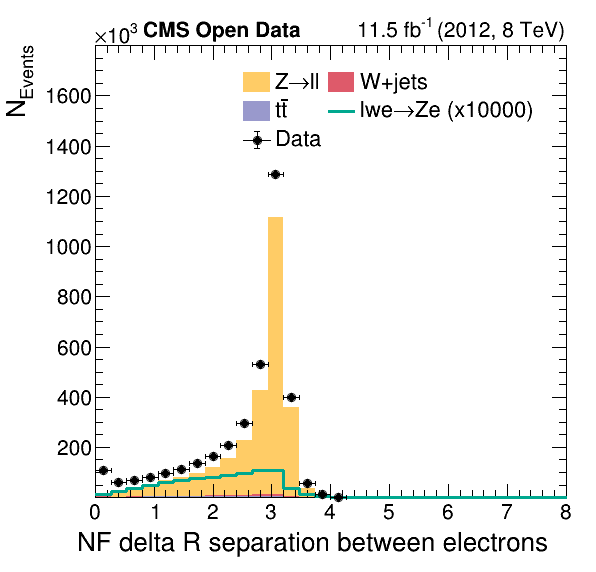 ×10³ CMS Open Data 11.5 fb⁻¹ (2012, 8 TeV)
N_Events
Z→ll W+jets
tt̄ lwe→Ze (x10000)
Data
1600
1400
1200
1000
800
600
400
200
0 1 2 3 4 5 6 7 8
NF delta R separation between electrons